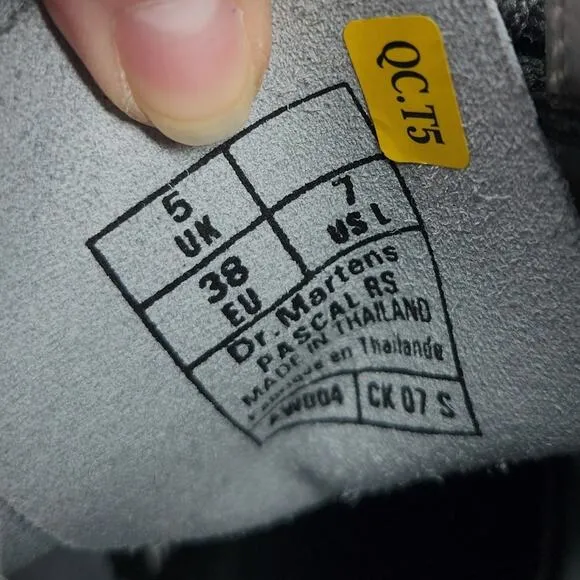 QC.T5
5
UK
7
US L
38
EU
Dr. Martens
PASCAL RS
MADE IN THAILAND
Fabriqué en Thaïlande
AW004
CK 07 S